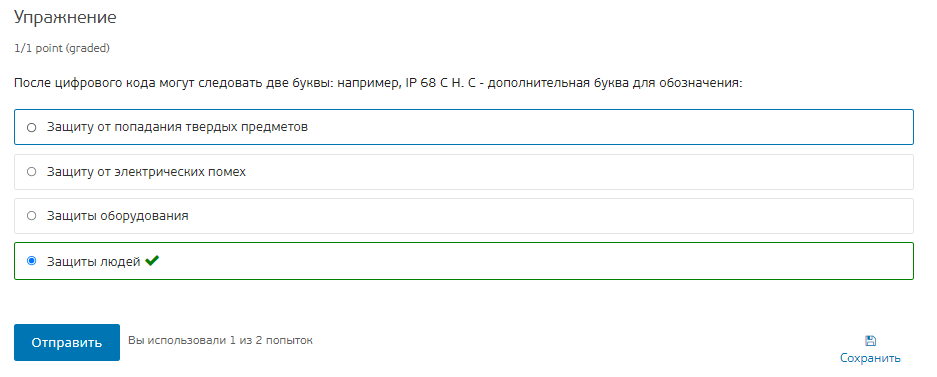 Упражнение
1/1 point (graded)
После цифрового кода могут следовать две буквы: например, IP 68 C H. C - дополнительная буква для обозначения:
Защиту от попадания твердых предметов
Защиту от электрических помех
Защиты оборудования
Защиты людей
Отправить
Вы использовали 1 из 2 попыток
Сохранить